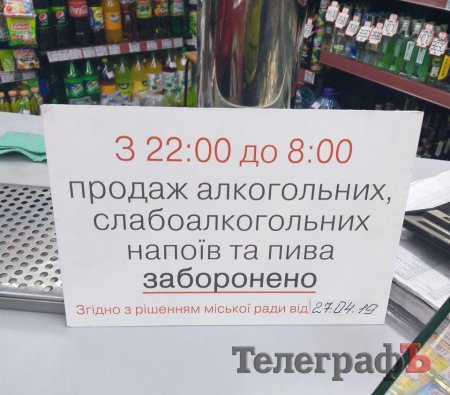 З 22:00 до 8:00
продаж алкогольних,
слабоалкогольних
напоїв та пива
заборонено
Згідно з рішенням міської ради від 27.04.19
ТелеграфЪ